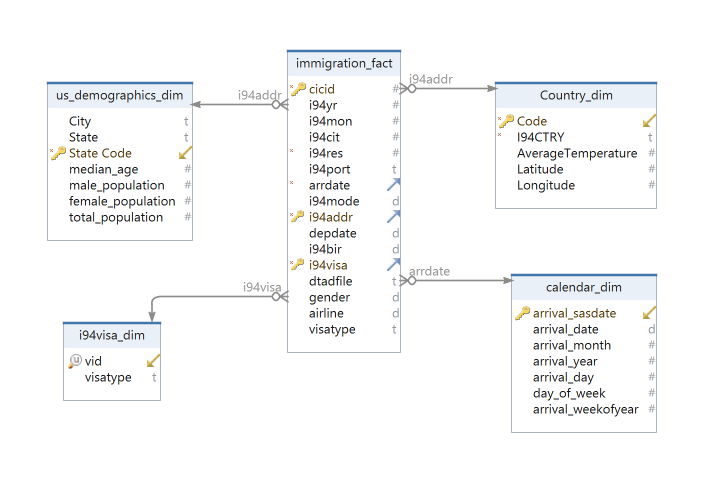 immigration_fact
cicid #
i94yr #
i94mon #
i94cit #
i94res #
i94port t
arrdate
i94mode d
i94addr
depdate d
i94bir d
i94visa
dtadfile t
gender d
airline d
visatype t
us_demographics_dim
City t
State t
State Code
median_age #
male_population #
female_population #
total_population #
i94addr
i94addr
Country_dim
Code
I94CTRY #
AverageTemperature #
Latitude #
Longitude #
i94visa
i94visa_dim
u vid
visatype t
arrdate
calendar_dim
arrival_sasdate
arrival_date d
arrival_month #
arrival_year #
arrival_day #
day_of_week #
arrival_weekofyear #